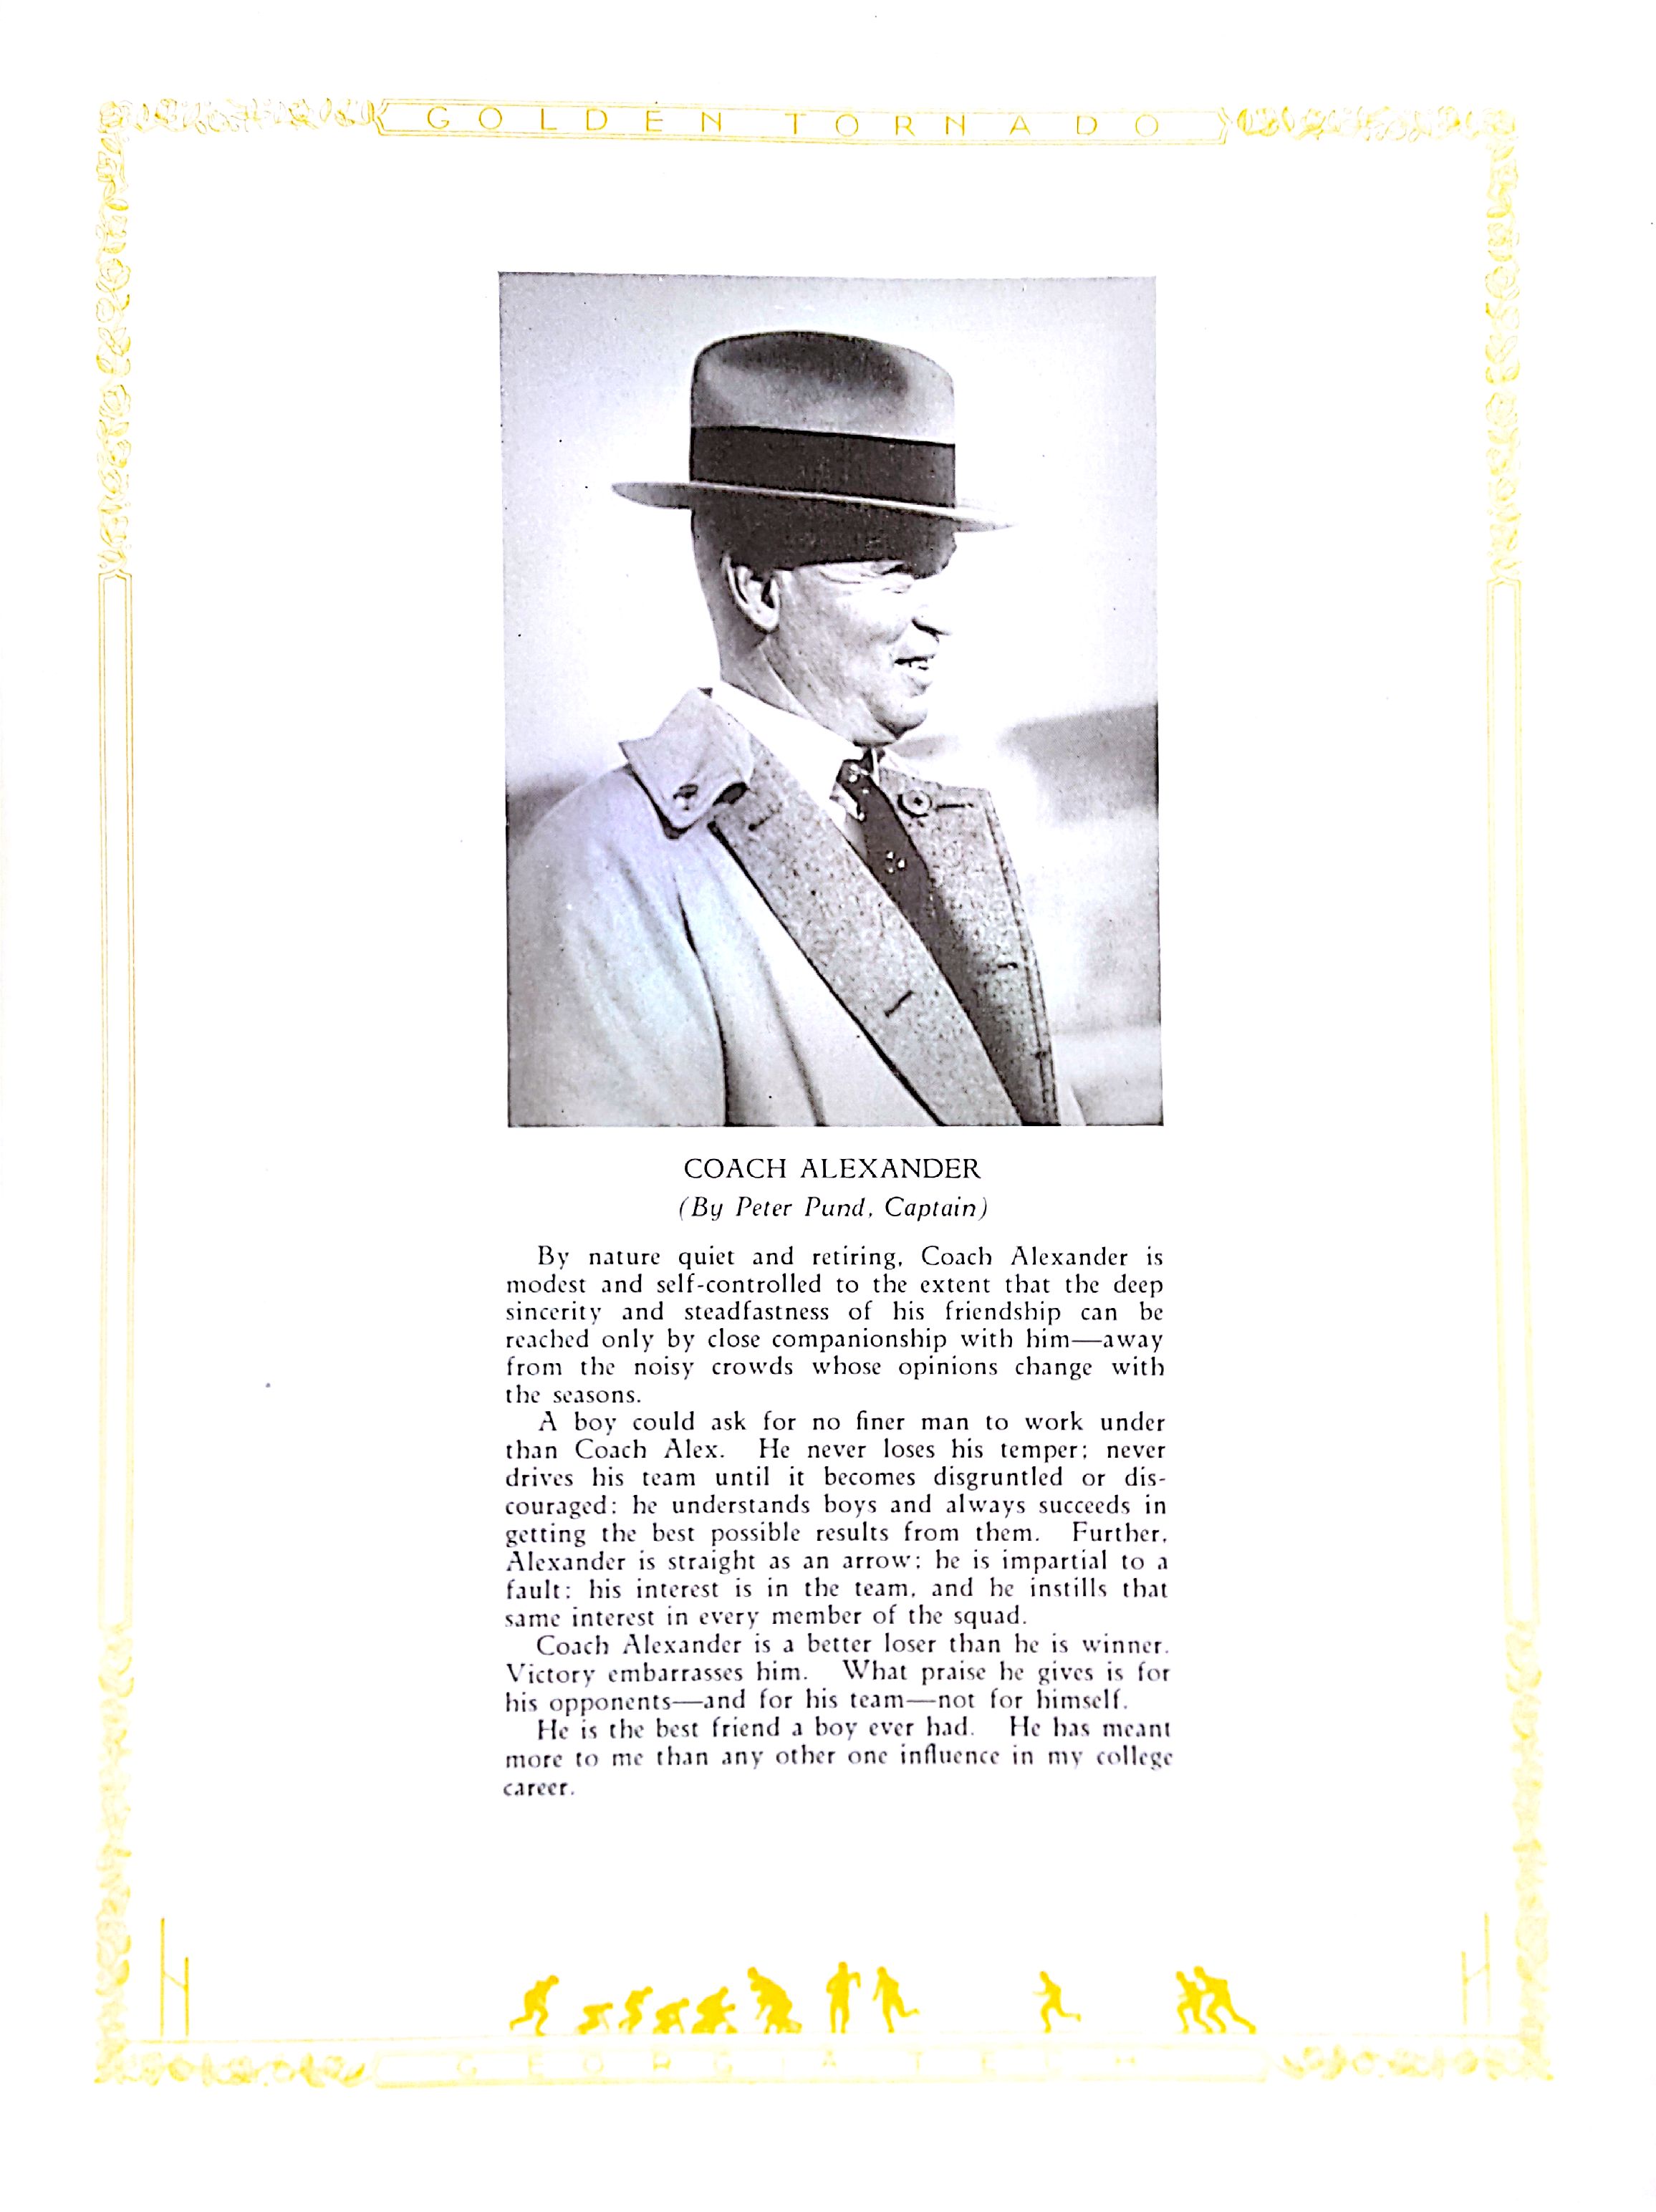 GOLDEN TORNADO
COACH ALEXANDER
(By Peter Pund, Captain)
By nature quiet and retiring, Coach Alexander is
modest and self-controlled to the extent that the deep
sincerity and steadfastness of his friendship can be
reached only by close companionship with him—away
from the noisy crowds whose opinions change with
the seasons.
A boy could ask for no finer man to work under
than Coach Alex. He never loses his temper; never
drives his team until it becomes disgruntled or dis-
couraged; he understands boys and always succeeds in
getting the best possible results from them. Further,
Alexander is straight as an arrow; he is impartial to a
fault; his interest is in the team, and he instills that
same interest in every member of the squad.
Coach Alexander is a better loser than he is winner.
Victory embarrasses him. What praise he gives is for
his opponents—and for his team—not for himself.
He is the best friend a boy ever had. He has meant
more to me than any other one influence in my college
career.
GEORGIA TECH